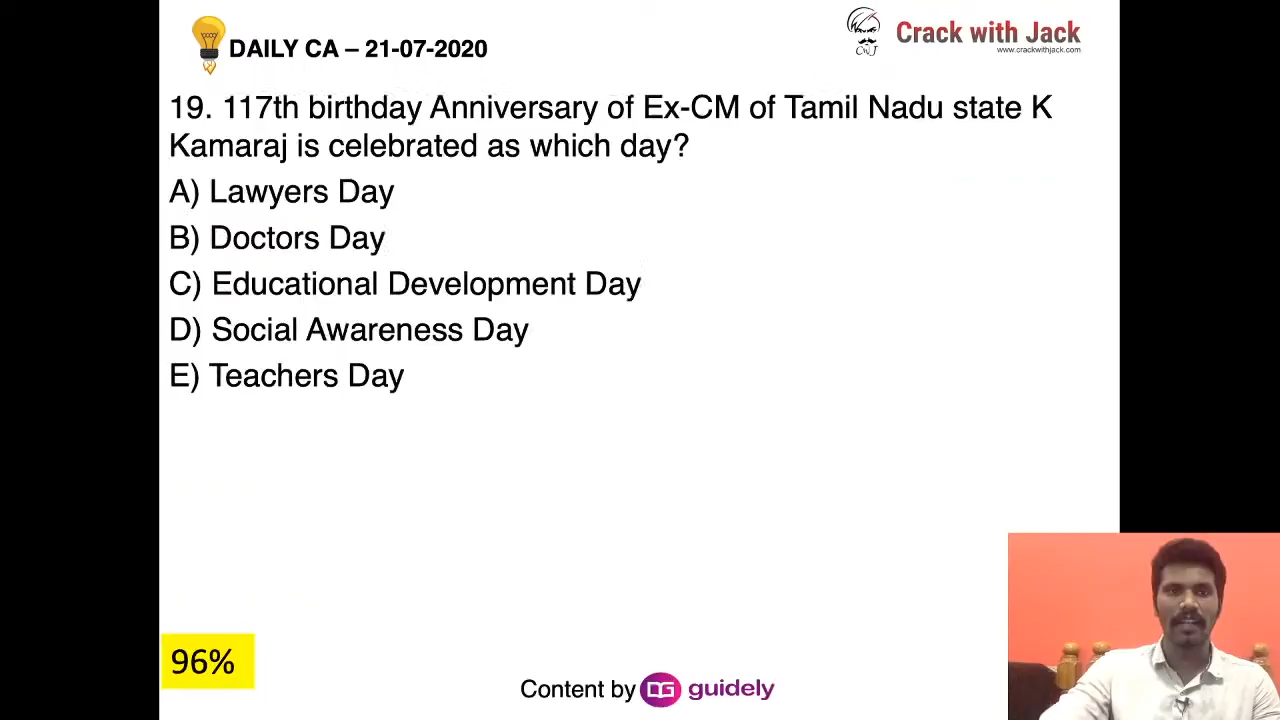 DAILY CA – 21-07-2020
Crack with Jack
www.crackwithjack.com
19. 117th birthday Anniversary of Ex-CM of Tamil Nadu state K
Kamaraj is celebrated as which day?
A) Lawyers Day
B) Doctors Day
C) Educational Development Day
D) Social Awareness Day
E) Teachers Day
96%
Content by guidely